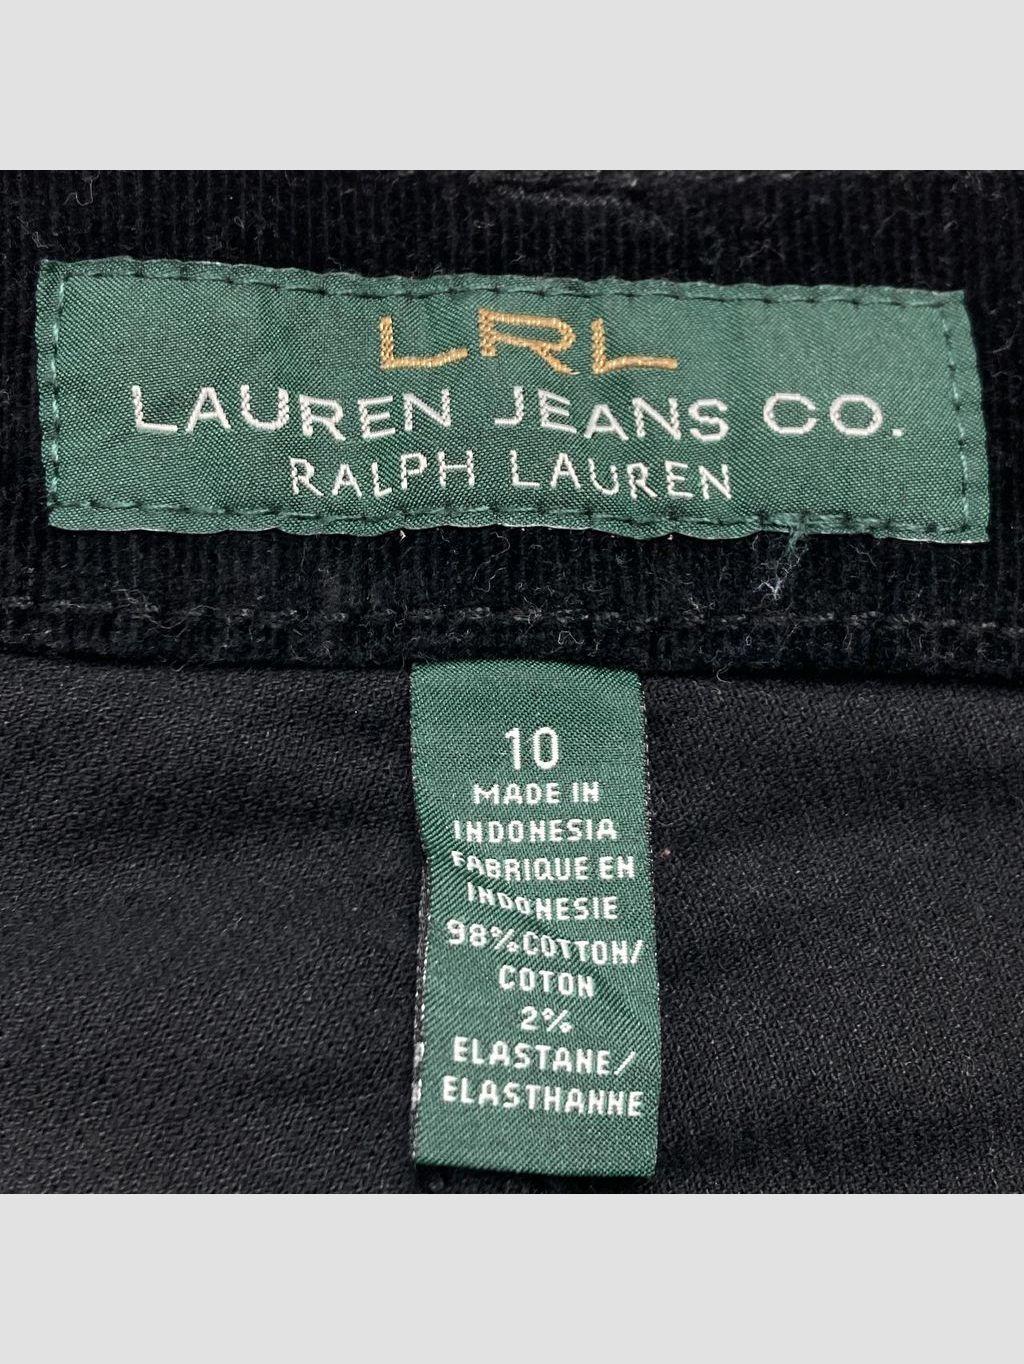 LRL
LAUREN JEANS CO.
RALPH LAUREN
10
MADE IN
INDONESIA
FABRIQUE EN
INDONESIE
98% COTTON/
COTON
2%
ELASTANE/
ELASTHANNE